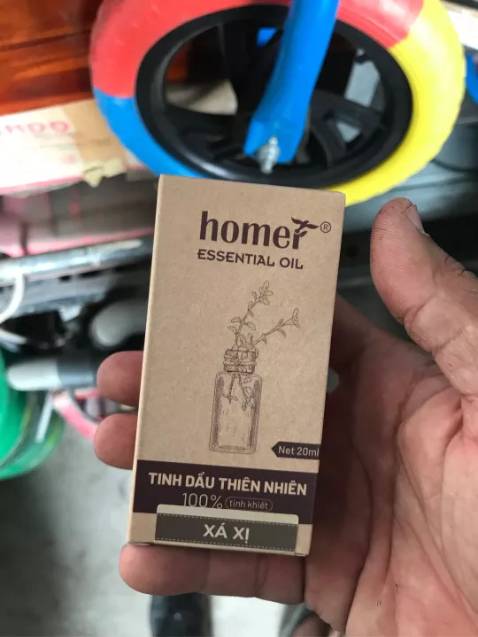 homer®
ESSENTIAL OIL
Net 20ml
TINH DẦU THIÊN NHIÊN
100% tinh khiết
XÁ XỊ